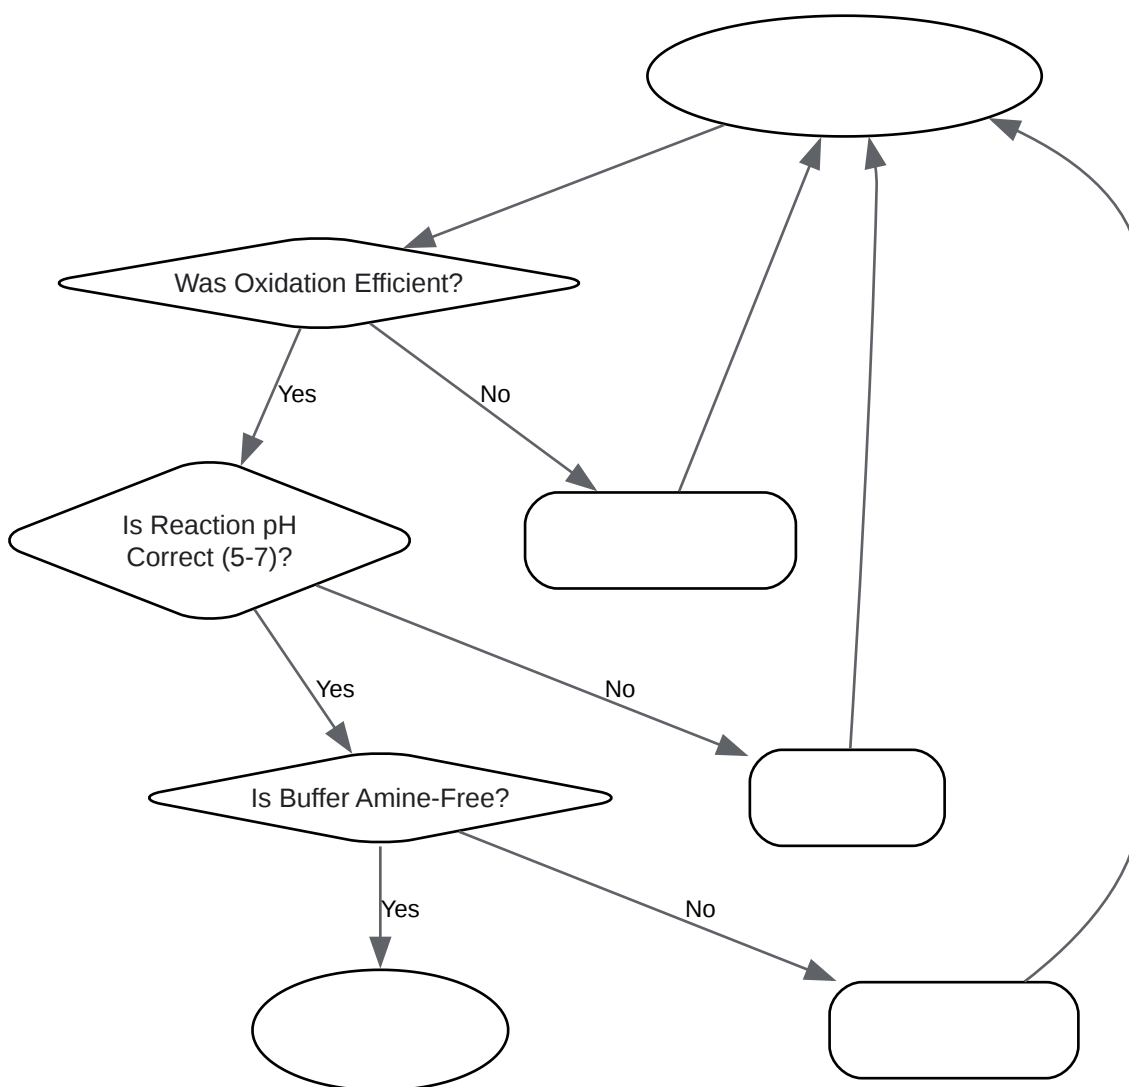 Was Oxidation Efficient?
Yes
No
Is Reaction pH
Correct (5-7)?
Yes
No
Is Buffer Amine-Free?
Yes
No